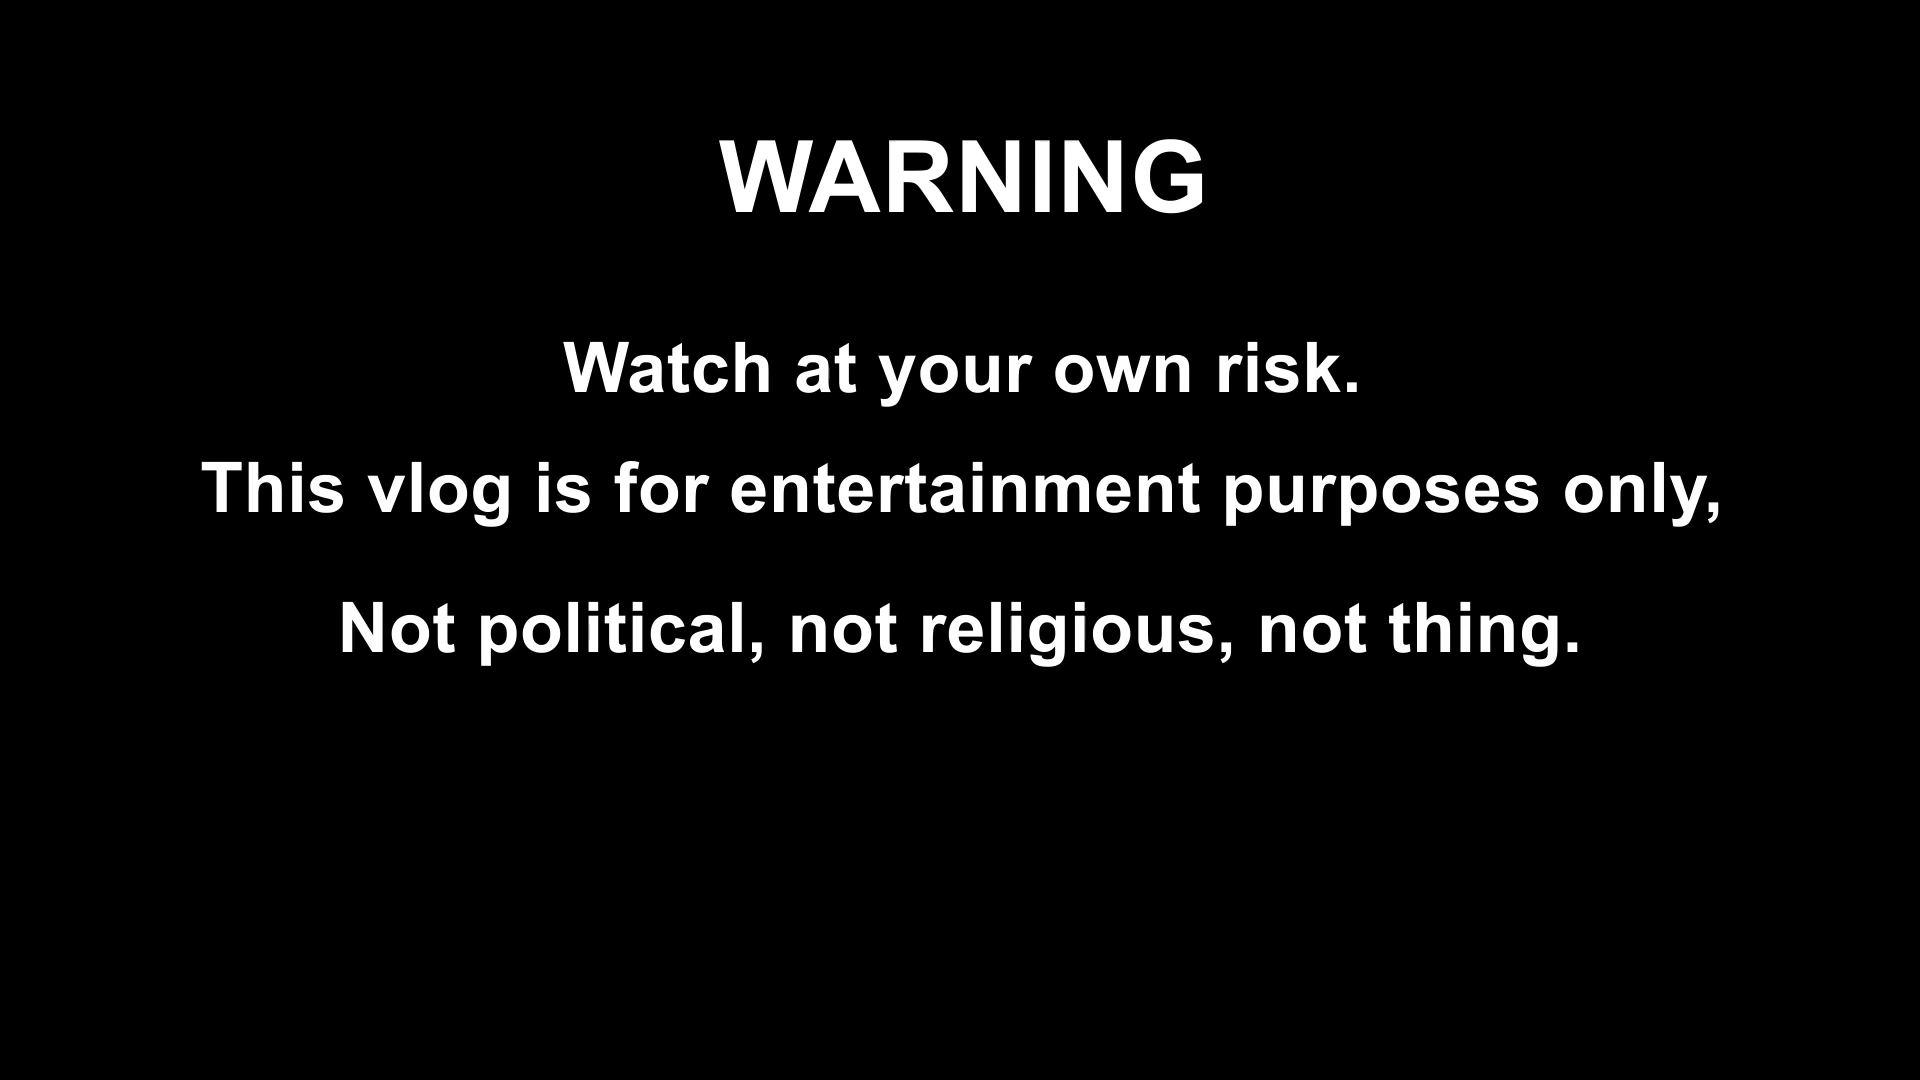 WARNING
Watch at your own risk.
This vlog is for entertainment purposes only,
Not political, not religious, not thing.